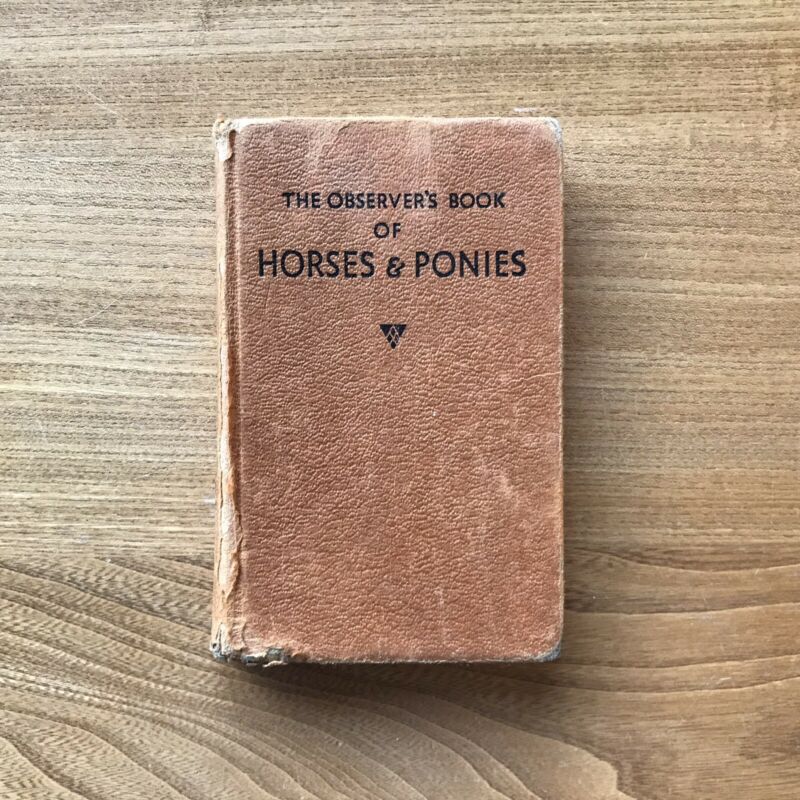 THE OBSERVER'S BOOK
OF
HORSES & PONIES